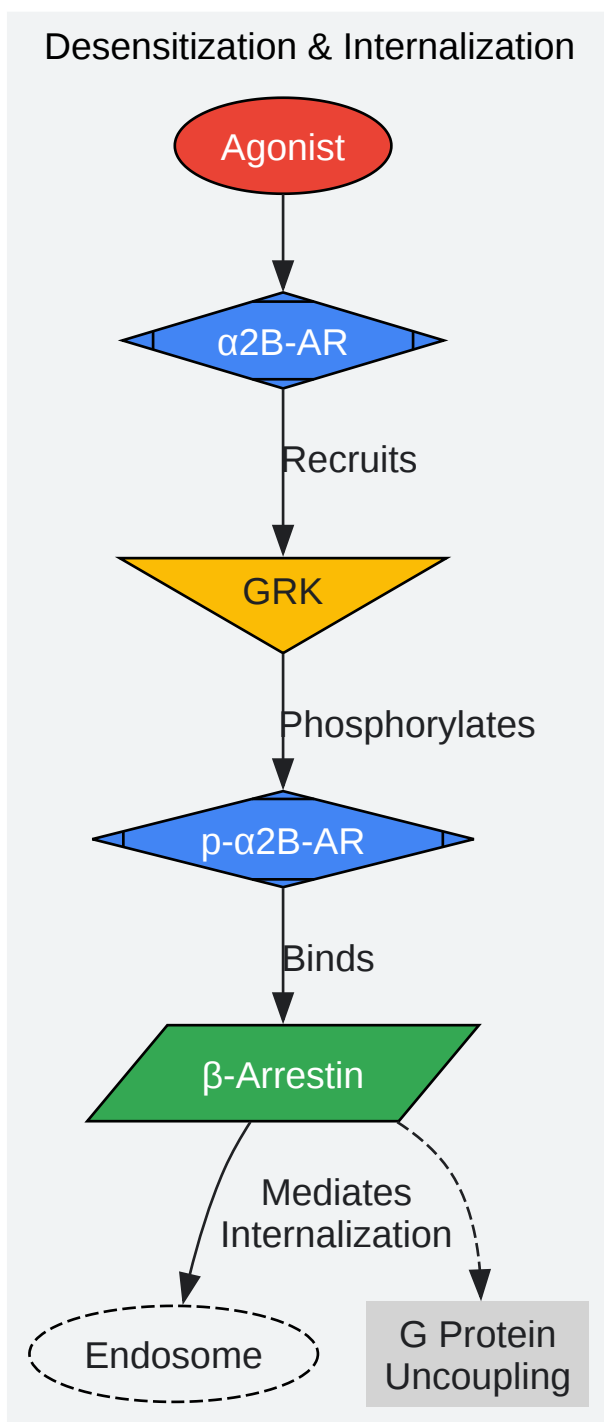 Desensitization & Internalization
Agonist
α2B-AR
Recruits
GRK
Phosphorylates
p-α2B-AR
Binds
β-Arrestin
Mediates
Internalization
Endosome
G Protein
Uncoupling